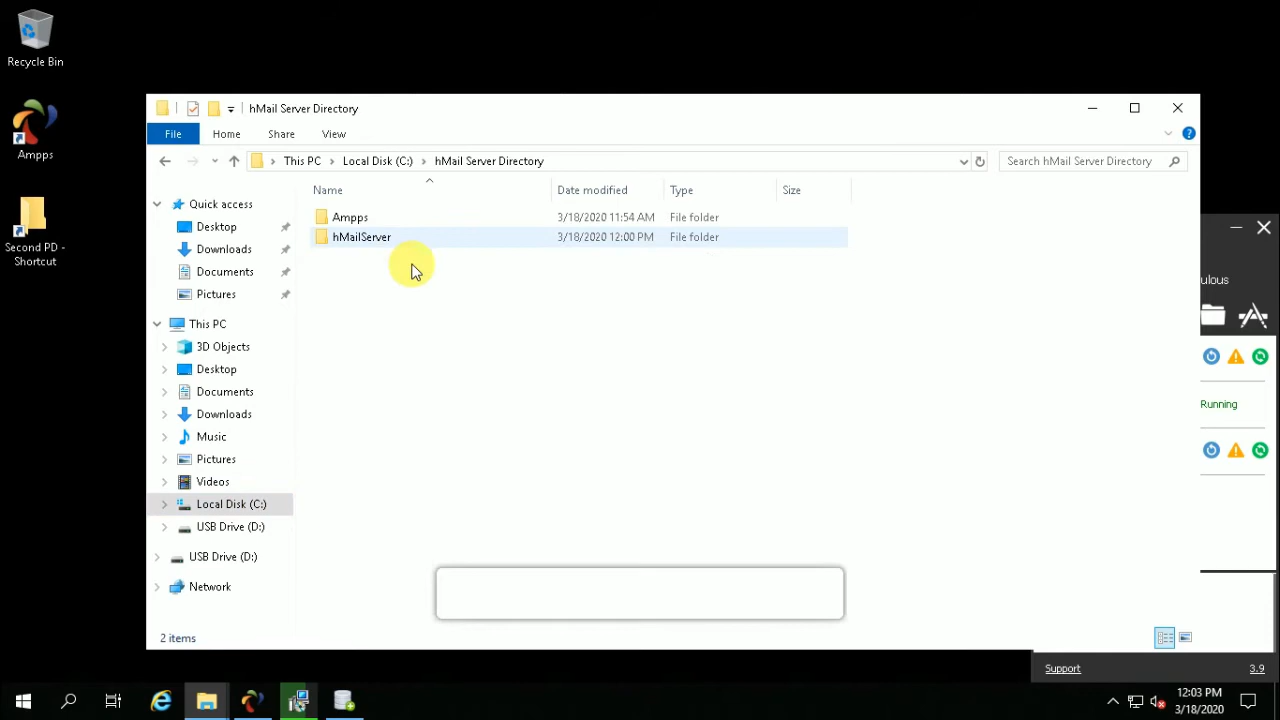 Recycle Bin
Ampps
Second PD -
Shortcut
hMail Server Directory
File
Home
Share
View
This PC
Local Disk (C:)
hMail Server Directory
Search hMail Server Directory
Name
Date modified
Type
Size
Ampps
3/18/2020 11:54 AM
File folder
hMailServer
3/18/2020 12:00 PM
File folder
Quick access
Desktop
Downloads
Documents
Pictures
This PC
3D Objects
Desktop
Documents
Downloads
Music
Pictures
Videos
Local Disk (C:)
USB Drive (D:)
USB Drive (D:)
Network
2 items
ulous
Running
Support
3.9
12:03 PM
3/18/2020